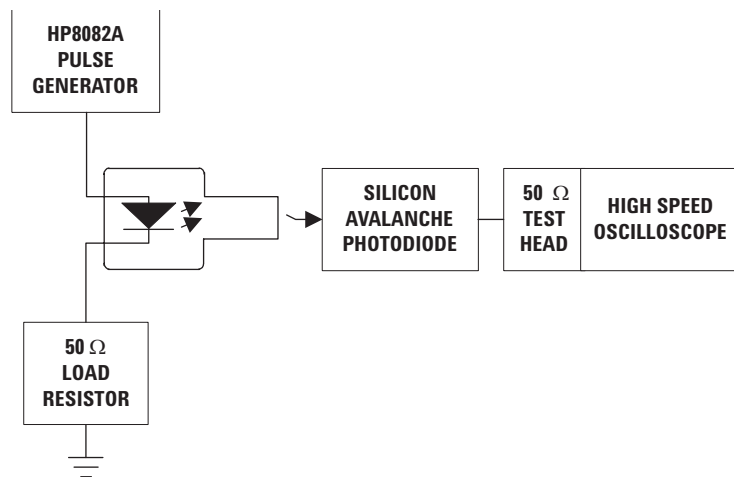 HP8082A
PULSE
GENERATOR
SILICON
AVALANCHE
PHOTODIODE
50 Ω
TEST
HEAD
HIGH SPEED
OSCILLOSCOPE
50 Ω
LOAD
RESISTOR